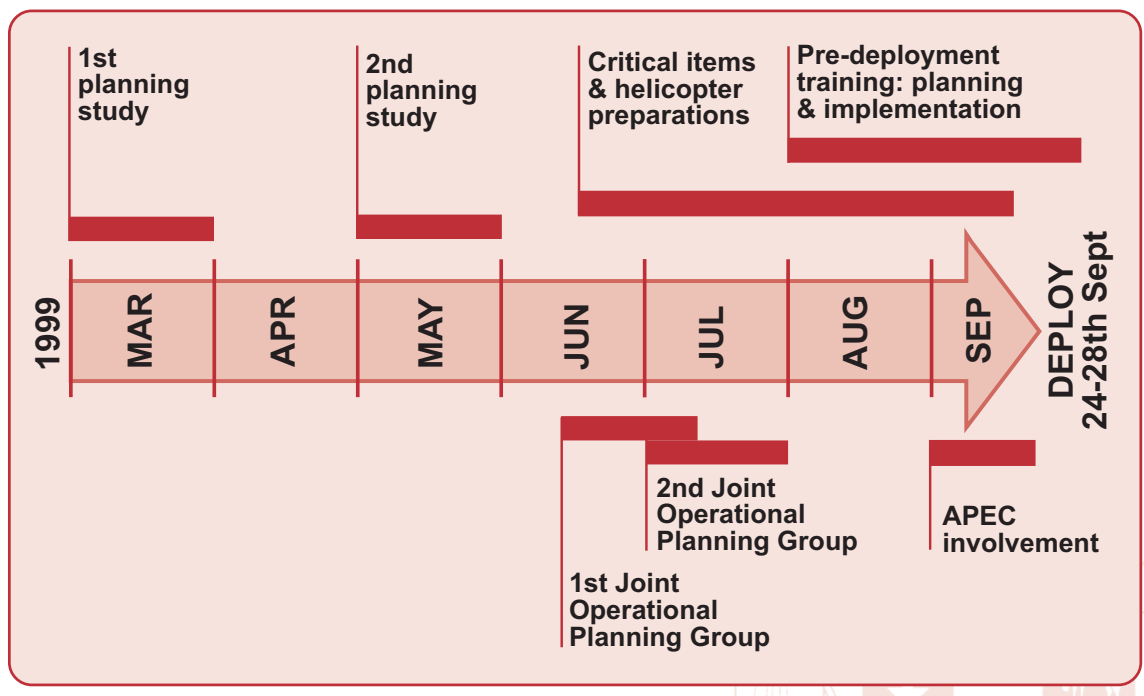 1st
planning
study
2nd
planning
study
Critical items
& helicopter
preparations
Pre-deployment
training: planning
& implementation
1999
MAR
APR
MAY
JUN
JUL
AUG
SEP
DEPLOY
24-28th Sept
2nd Joint
Operational
Planning Group
APEC
involvement
1st Joint
Operational
Planning Group